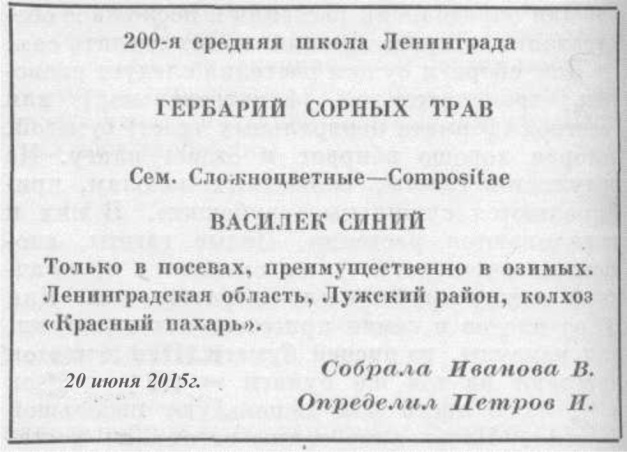 200-я средняя школа Ленинграда
ГЕРБАРИЙ СОРНЫХ ТРАВ
Сем. Сложноцветные—Compositae
ВАСИЛЕК СИНИЙ
Только в посевах, преимущественно в озимых.
Ленинградская область, Лужский район, колхоз
«Красный пахарь».
20 июня 2015г.
Собрала Иванова В.
Определил Петров И.